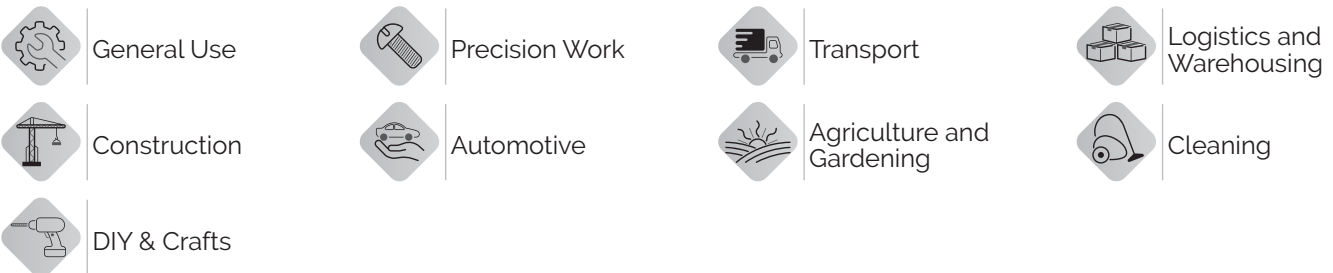 General Use
Precision Work
Transport
Logistics and
Warehousing
Construction
Automotive
Agriculture and
Gardening
Cleaning
DIY & Crafts